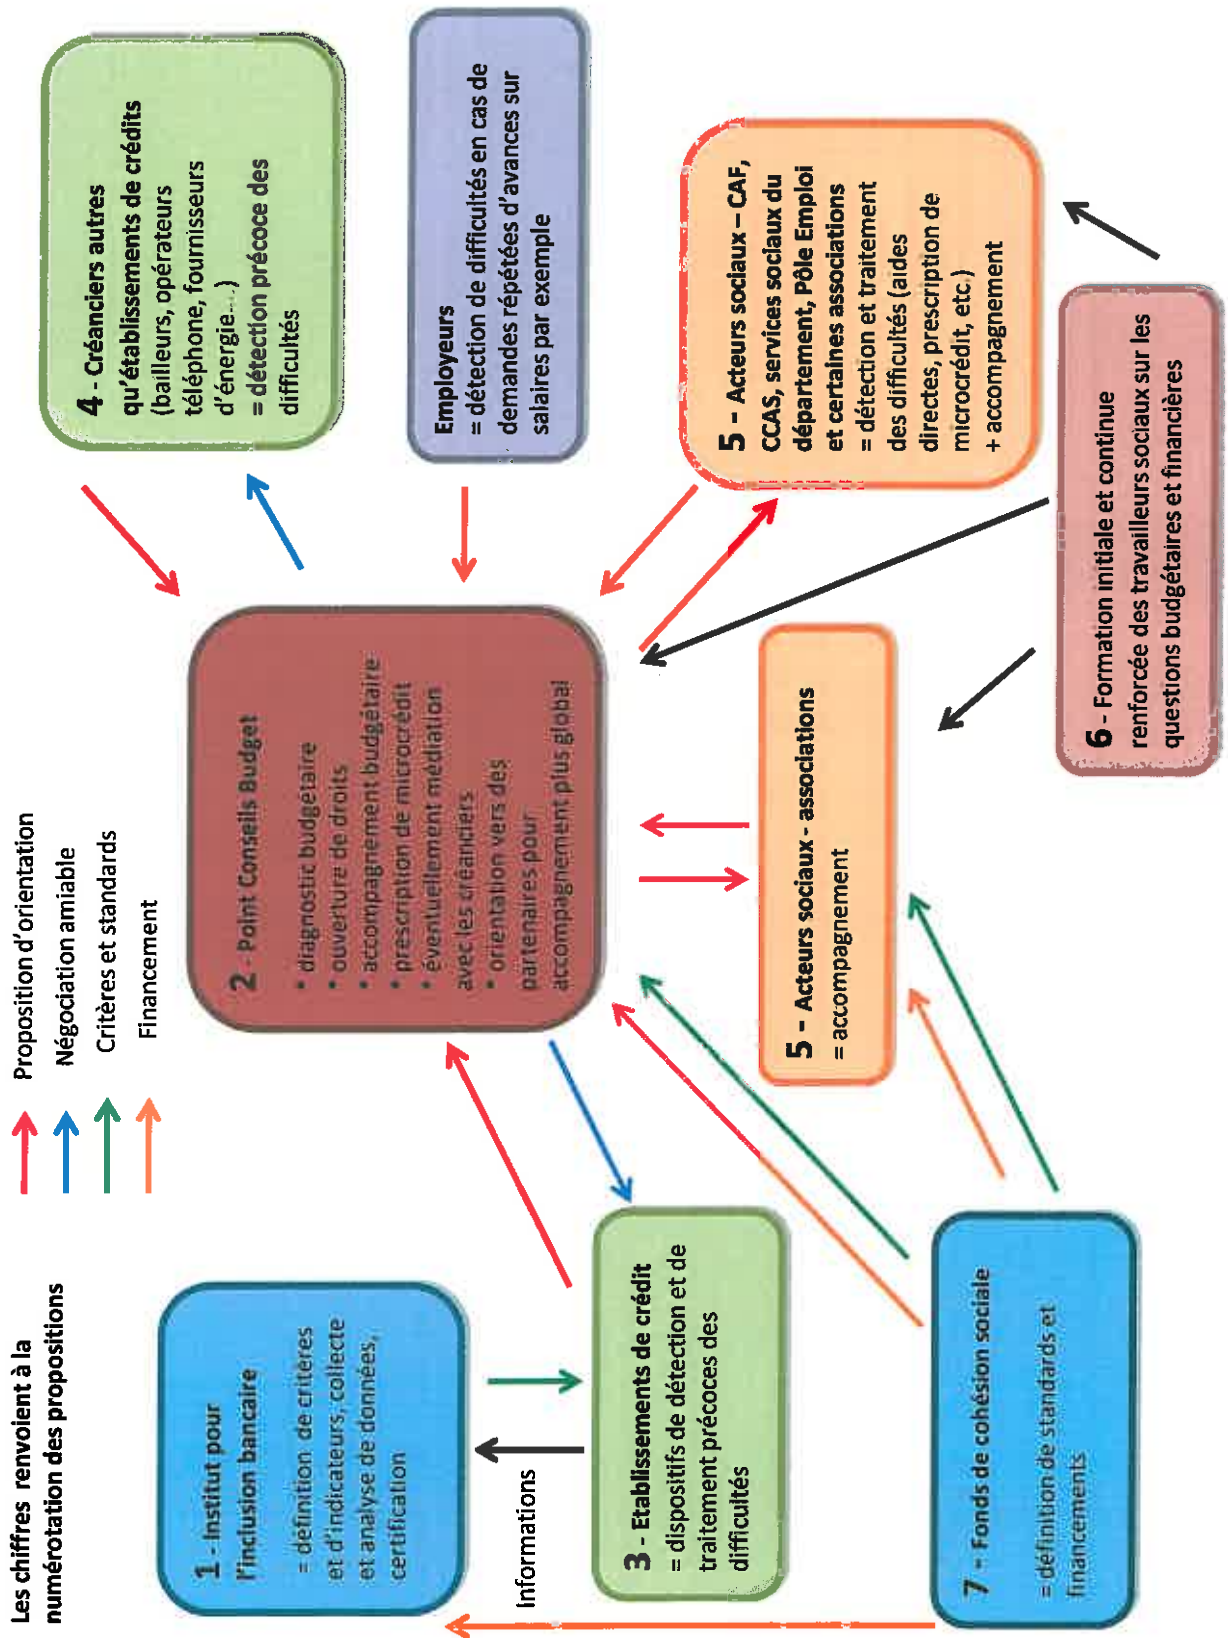 Les chiffres renvoient à la
numérotation des propositions
Proposition d'orientation
Négociation amiable
Critères et standards
Financement
1 - Institut pour
l'inclusion bancaire
= définition de critères
et d'indicateurs, collecte
et analyse de données,
certification
Informations
3 - Etablissements de crédit
= dispositifs de détection et de
traitement précoces des
difficultés
7 - Fonds de cohésion sociale
= définition de standards et
financements
2 - Point Conseils Budget
• diagnostic budgétaire
• ouverture de droits
• accompagnement budgétaire
• prescription de microcrédit
• éventuellement médiation
avec les créanciers
• orientation vers des
partenaires pour
accompagnement plus global
5 - Acteurs sociaux - associations
= accompagnement
4 - Créanciers autres
qu'établissements de crédits
(bailleurs, opérateurs
téléphone, fournisseurs
d'énergie....)
= détection précoce des
difficultés
Employeurs
= détection de difficultés en cas de
demandes répétées d'avances sur
salaires par exemple
5 - Acteurs sociaux – CAF,
CCAS, services sociaux du
département, Pôle Emploi
et certaines associations
= détection et traitement
des difficultés (aides
directes, prescription de
microcrédit, etc.)
+ accompagnement
6 - Formation initiale et continue
renforcée des travailleurs sociaux sur les
questions budgétaires et financières